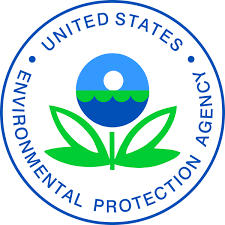 UNITED STATES
ENVIRONMENTAL PROTECTION AGENCY